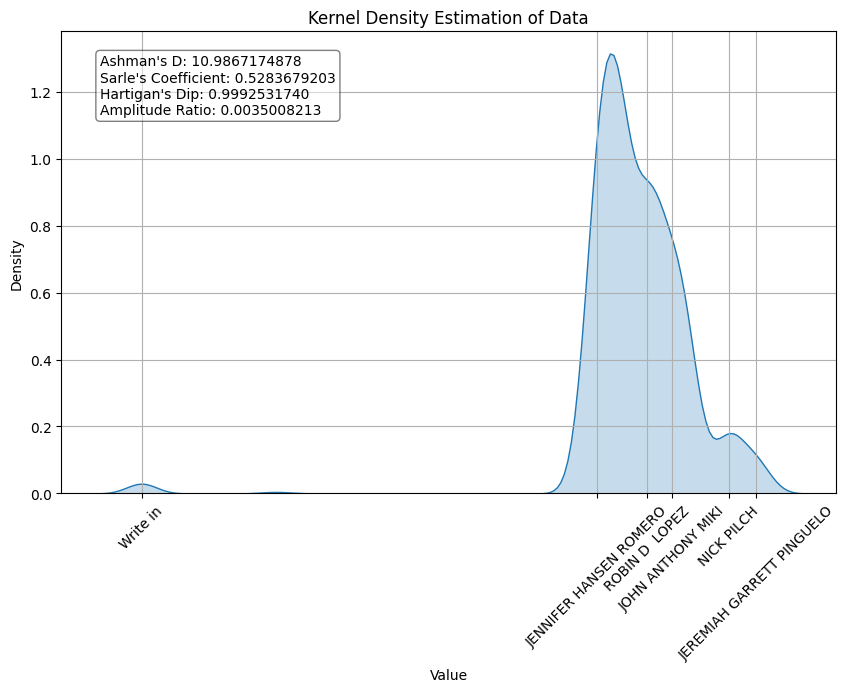 Kernel Density Estimation of Data
Ashman's D: 10.9867174878
Sarle's Coefficient: 0.5283679203
Hartigan's Dip: 0.9992531740
Amplitude Ratio: 0.0035008213
Density
1.2
1.0
0.8
0.6
0.4
0.2
0.0
Write in
JENNIFER HANSEN ROMERO
ROBIN D  LOPEZ
JOHN ANTHONY MIKI
NICK PILCH
JEREMIAH GARRETT PINGUELO
Value